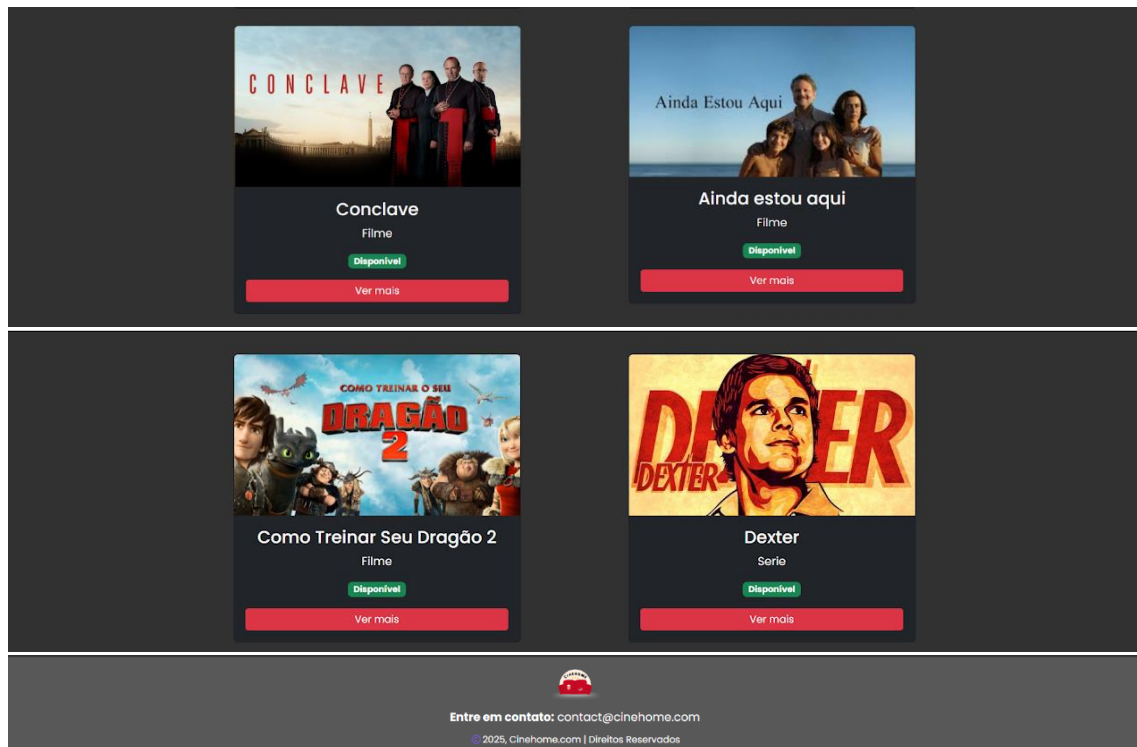 CONCLAVE
Conclave
Filme
Disponível
Ver mais
Ainda Estou Aqui
Ainda estou aqui
Filme
Disponível
Ver mais
COMO TREINAR O SEU
DRAGÃO
2
Como Treinar Seu Dragão 2
Filme
Disponível
Ver mais
DEXTER
DEXTER
Dexter
Serie
Disponível
Ver mais
CINEHOME
Entre em contato: contact@cinehome.com
© 2025, Cinehome.com | Direitos Reservados